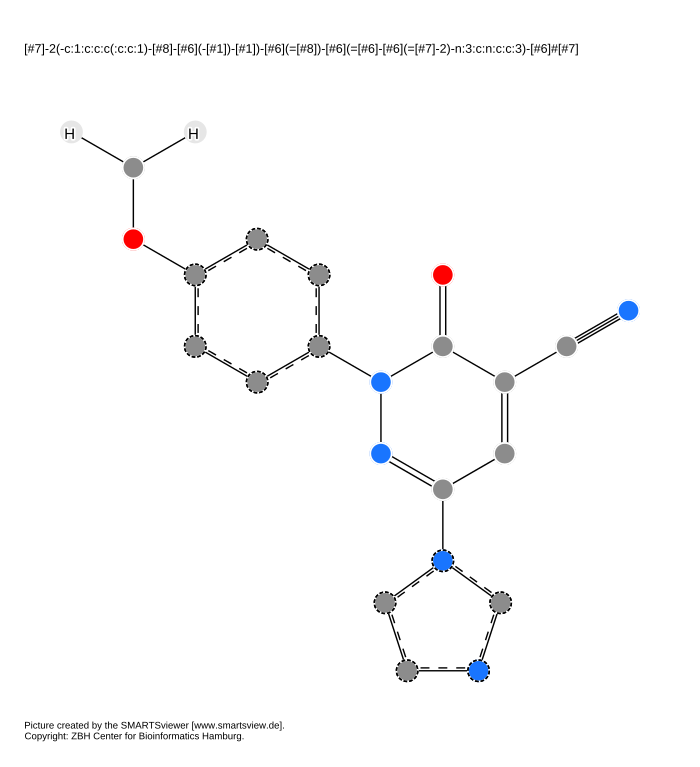 [#7]-2(-c:1:c:c:c(:c:c:1)-[#8]-[#6](-[#1])-[#1])-[#6](=[#8])-[#6](=[#6]-[#6](=[#7]-2)-n:3:c:n:c:c:3)-[#6]#[#7]
H H
Picture created by the SMARTSviewer [www.smartsview.de].
Copyright: ZBH Center for Bioinformatics Hamburg.